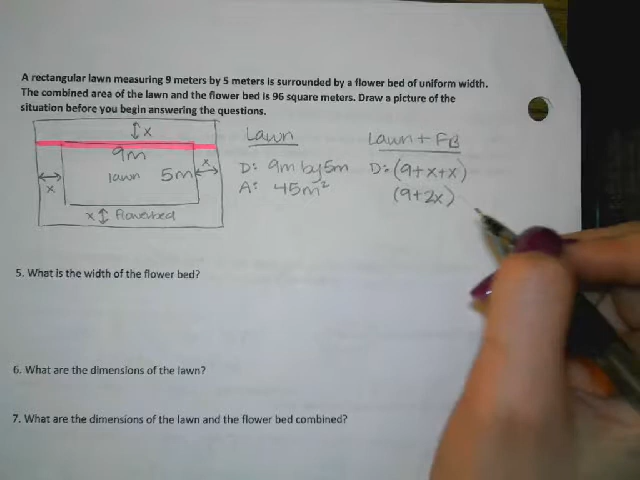 A rectangular lawn measuring 9 meters by 5 meters is surrounded by a flower bed of uniform width.
The combined area of the lawn and the flower bed is 96 square meters. Draw a picture of the
situation before you begin answering the questions.
x
9m
lawn
5m
x
x
x flowerbed
Lawn
D: 9m by 5m
A: 45m²
Lawn + FB
D: (9+x+x)
(9+2x)
5. What is the width of the flower bed?
6. What are the dimensions of the lawn?
7. What are the dimensions of the lawn and the flower bed combined?